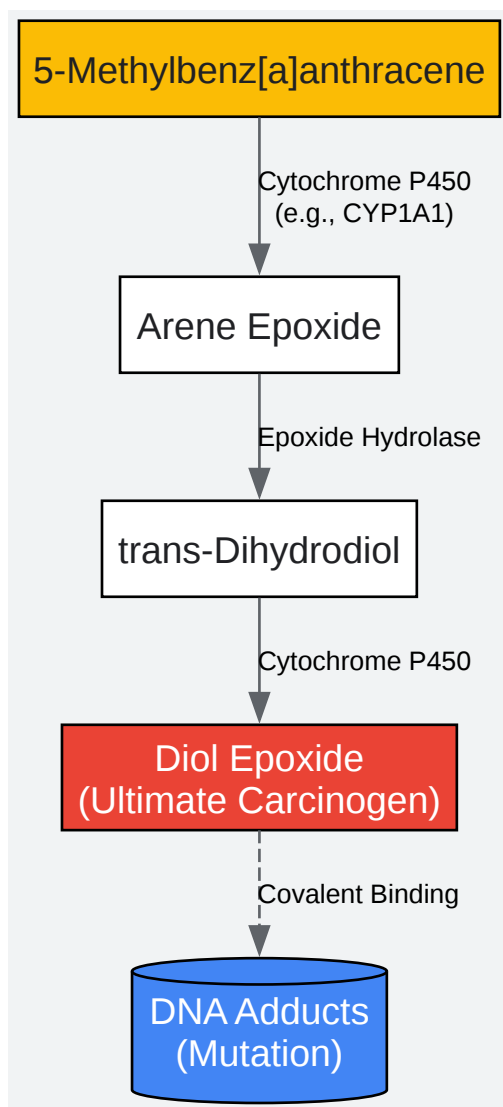 5-Methylbenz[a]anthracene
Cytochrome P450
(e.g., CYP1A1)
Arene Epoxide
Epoxide Hydrolase
trans-Dihydrodiol
Cytochrome P450
Diol Epoxide
(Ultimate Carcinogen)
Covalent Binding
DNA Adducts
(Mutation)